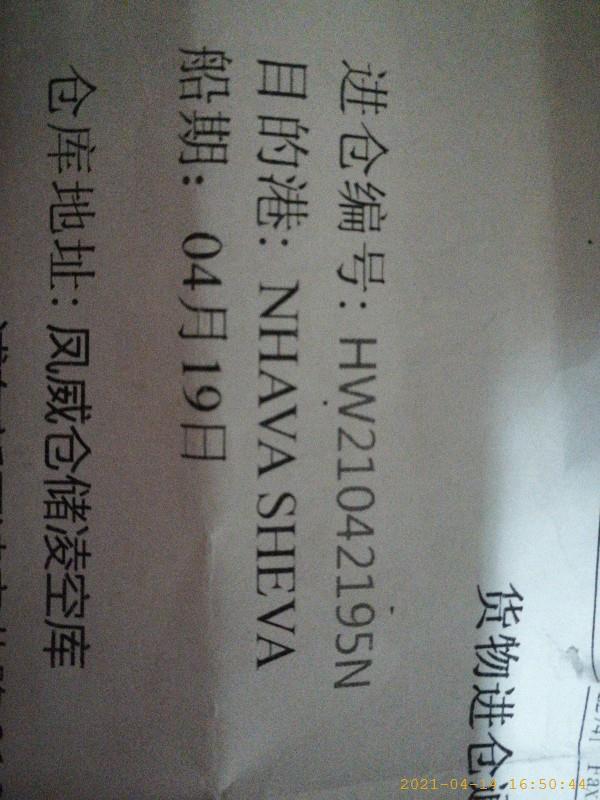 Fax
货物进仓
进仓编号：HW21042195N
目的港：NHAVA SHEVA
船期：04月19日
仓库地址：凤威仓储凌空库
2021-04-14 16:50:44